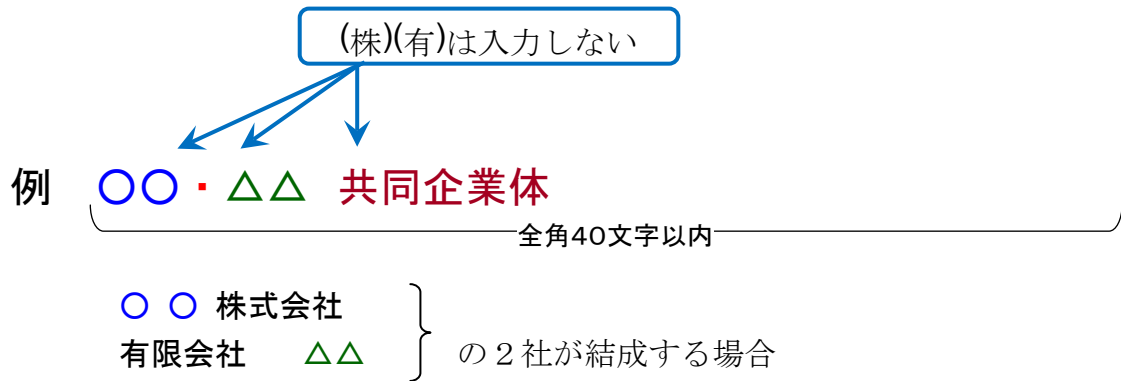 (株)(有)は入力しない
例 ○○・△△ 共同企業体
全角40文字以内
○ ○ 株式会社
有限会社 △△
の２社が結成する場合